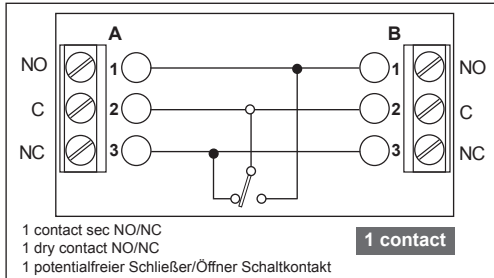 A B
NO 1 1 NO
C 2 2 C
NC 3 3 NC
1 contact sec NO/NC
1 dry contact NO/NC
1 potentialfreier Schließer/Öffner Schaltkontakt
1 contact